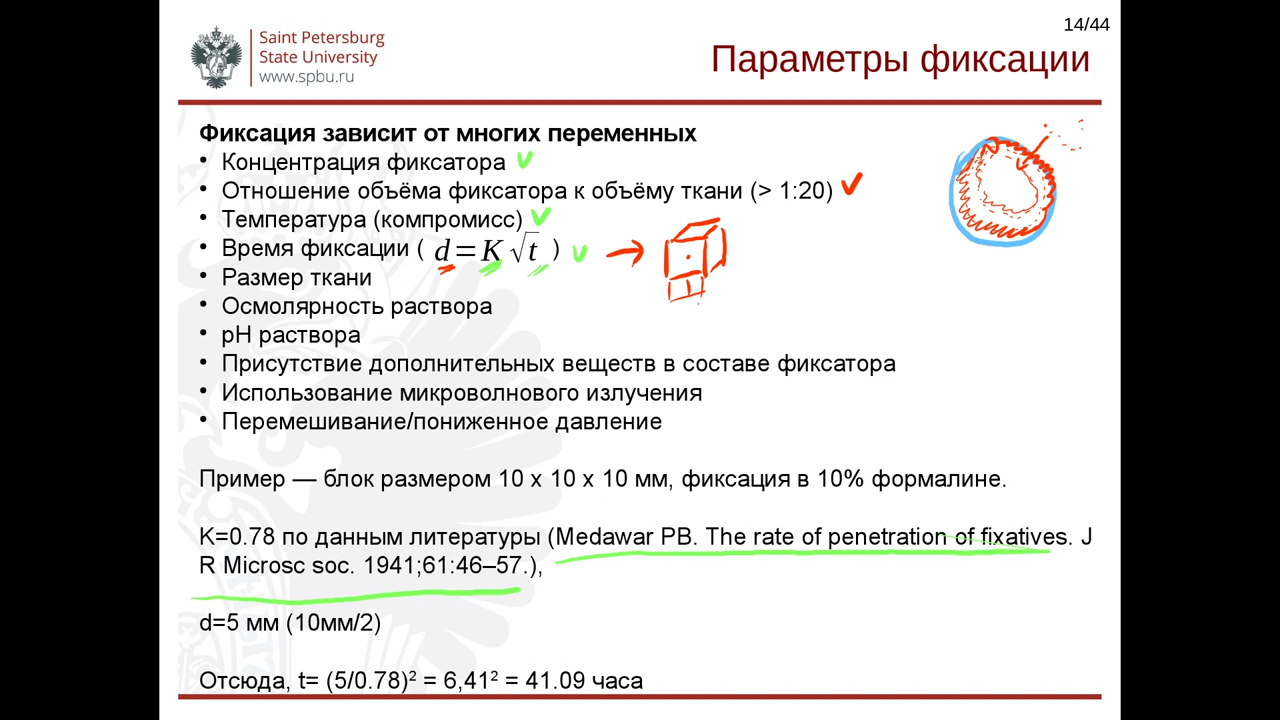 14/44
Saint Petersburg
State University
www.spbu.ru
Параметры фиксации
Фиксация зависит от многих переменных
• Концентрация фиксатора
• Отношение объёма фиксатора к объёму ткани (> 1:20)
• Температура (компромисс)
• Время фиксации ( d=K√t )
• Размер ткани
• Осмолярность раствора
• pH раствора
• Присутствие дополнительных веществ в составе фиксатора
• Использование микроволнового излучения
• Перемешивание/пониженное давление
Пример — блок размером 10 x 10 x 10 мм, фиксация в 10% формалине.
K=0.78 по данным литературы (Medawar PB. The rate of penetration of fixatives. J
R Microsc soc. 1941;61:46–57.),
d=5 мм (10мм/2)
Отсюда, t= (5/0.78)² = 6,41² = 41.09 часа